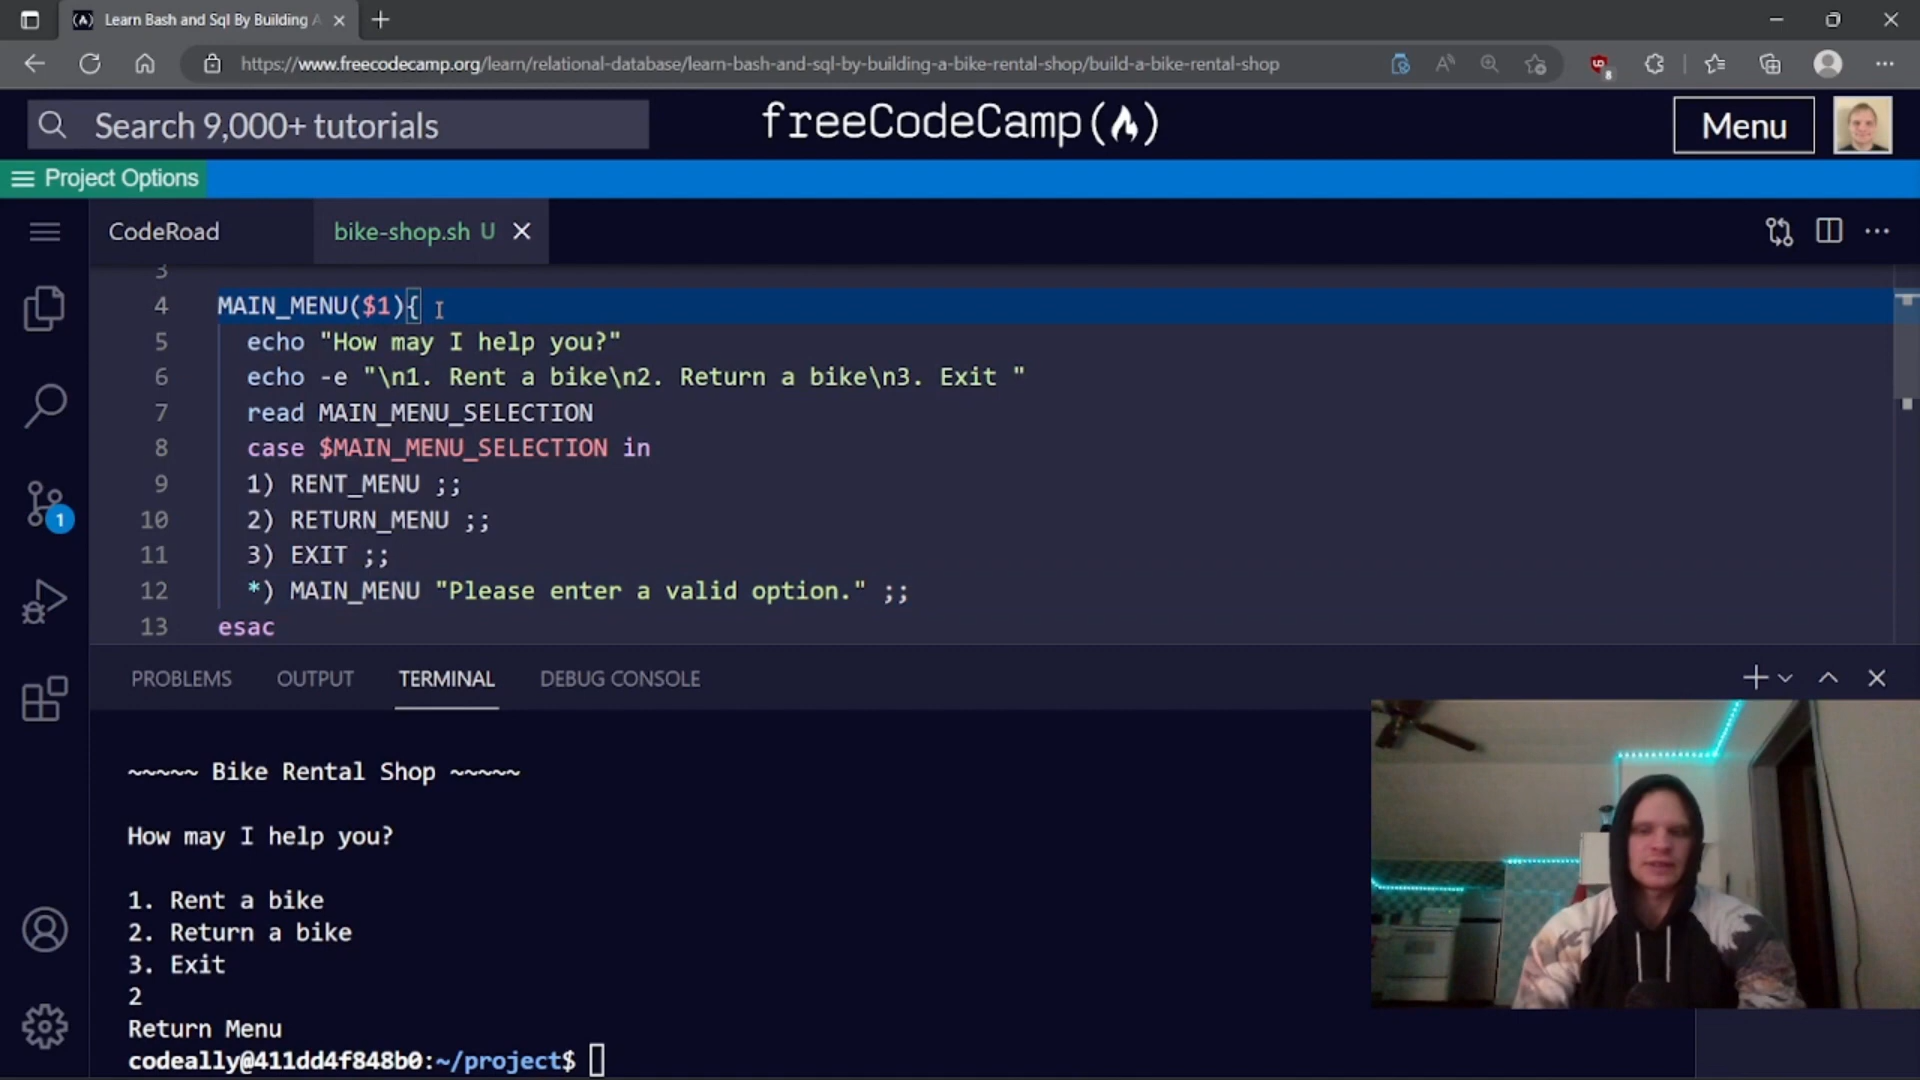 Learn Bash and Sql By Building A
https://www.freecodecamp.org/learn/relational-database/learn-bash-and-sql-by-building-a-bike-rental-shop/build-a-bike-rental-shop
8
Search 9,000+ tutorials
freeCodeCamp(🔥)
Menu
Project Options
CodeRoad
bike-shop.sh U
3
4 MAIN_MENU($1){
5 echo "How may I help you?"
6 echo -e "\n1. Rent a bike\n2. Return a bike\n3. Exit "
7 read MAIN_MENU_SELECTION
8 case $MAIN_MENU_SELECTION in
9 1) RENT_MENU ;;
10 2) RETURN_MENU ;;
11 3) EXIT ;;
12 *) MAIN_MENU "Please enter a valid option." ;;
13 esac
1
PROBLEMS OUTPUT TERMINAL DEBUG CONSOLE
~~~~~ Bike Rental Shop ~~~~~
How may I help you?
1. Rent a bike
2. Return a bike
3. Exit
2
Return Menu
codeally@411dd4f848b0:~/project$